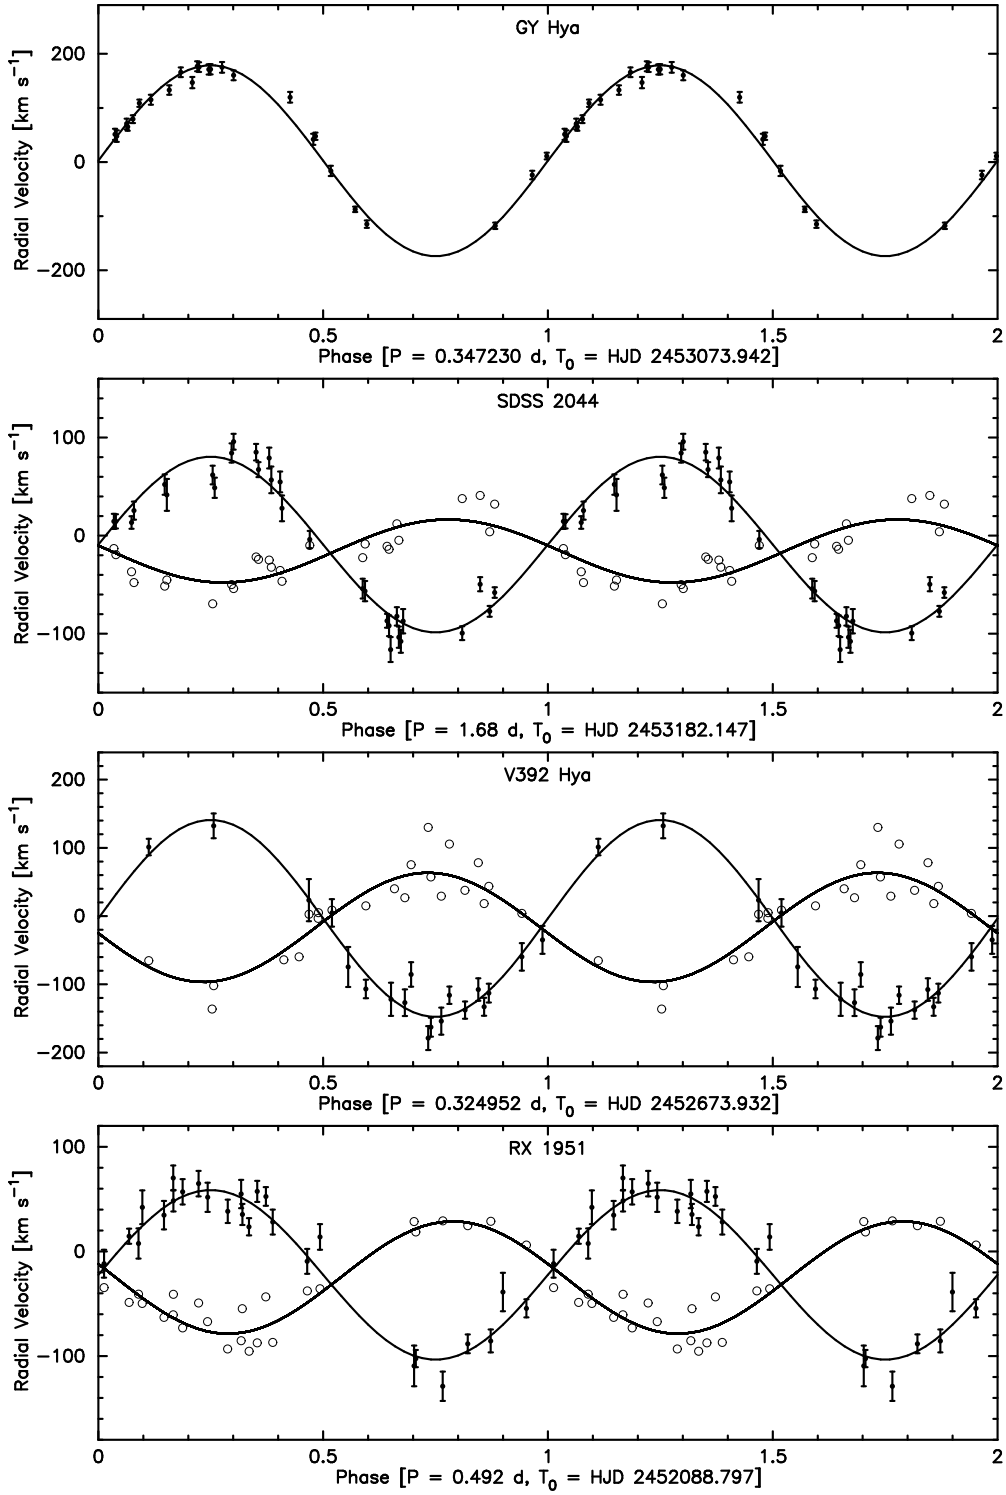 GY Hya
Radial Velocity [km s⁻¹]
200
0
−200
0 0.5 1 1.5 2
Phase [P = 0.347230 d, T₀ = HJD 2453073.942]
SDSS 2044
Radial Velocity [km s⁻¹]
100
0
−100
0 0.5 1 1.5 2
Phase [P = 1.68 d, T₀ = HJD 2453182.147]
V392 Hya
Radial Velocity [km s⁻¹]
200
100
0
−100
−200
0 0.5 1 1.5 2
Phase [P = 0.324952 d, T₀ = HJD 2452673.932]
RX 1951
Radial Velocity [km s⁻¹]
100
0
−100
0 0.5 1 1.5 2
Phase [P = 0.492 d, T₀ = HJD 2452088.797]